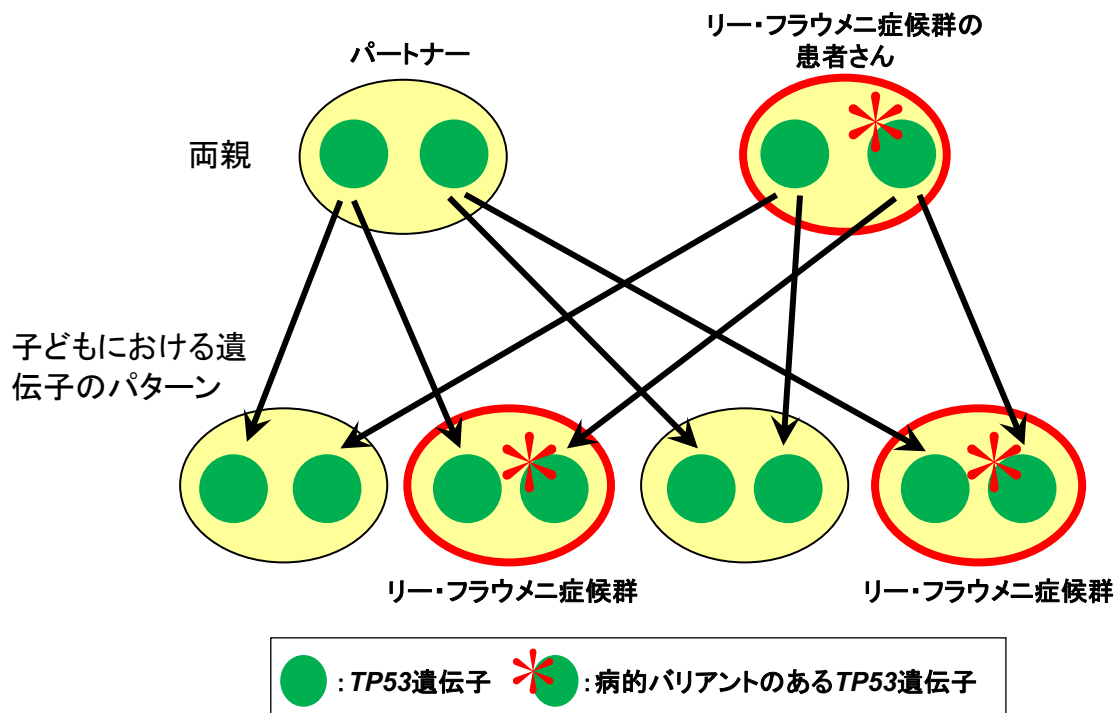 パートナー
リー・フラウメニ症候群の
患者さん
両親
子どもにおける遺
伝子のパターン
リー・フラウメニ症候群
リー・フラウメニ症候群
：TP53遺伝子
：病的バリアントのあるTP53遺伝子